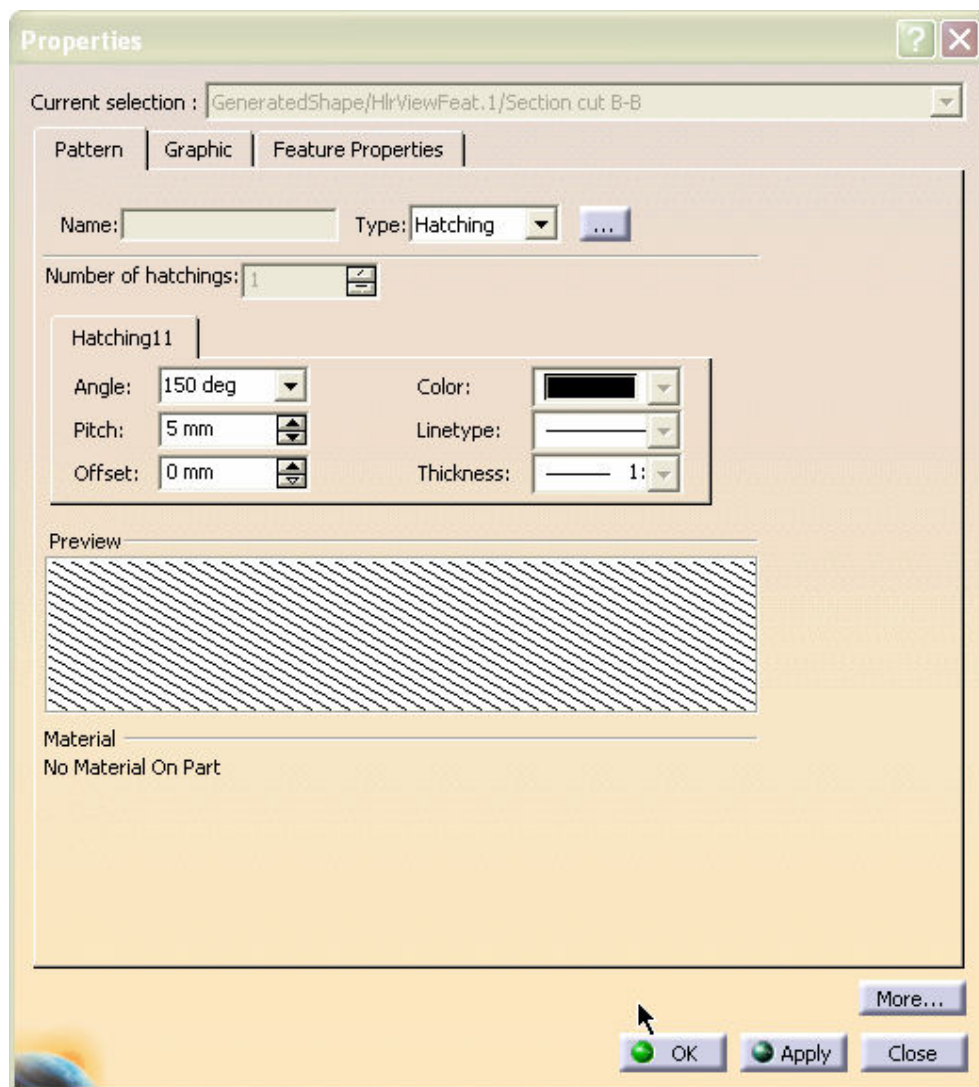 Properties
Current selection : GeneratedShape/HlrViewFeat.1/Section cut B-B
Pattern Graphic Feature Properties
Name: Type: Hatching ...
Number of hatchings: 1
Hatching11
Angle: 150 deg Color:
Pitch: 5 mm Linetype:
Offset: 0 mm Thickness: 1:
Preview
Material
No Material On Part
More...
OK Apply Close